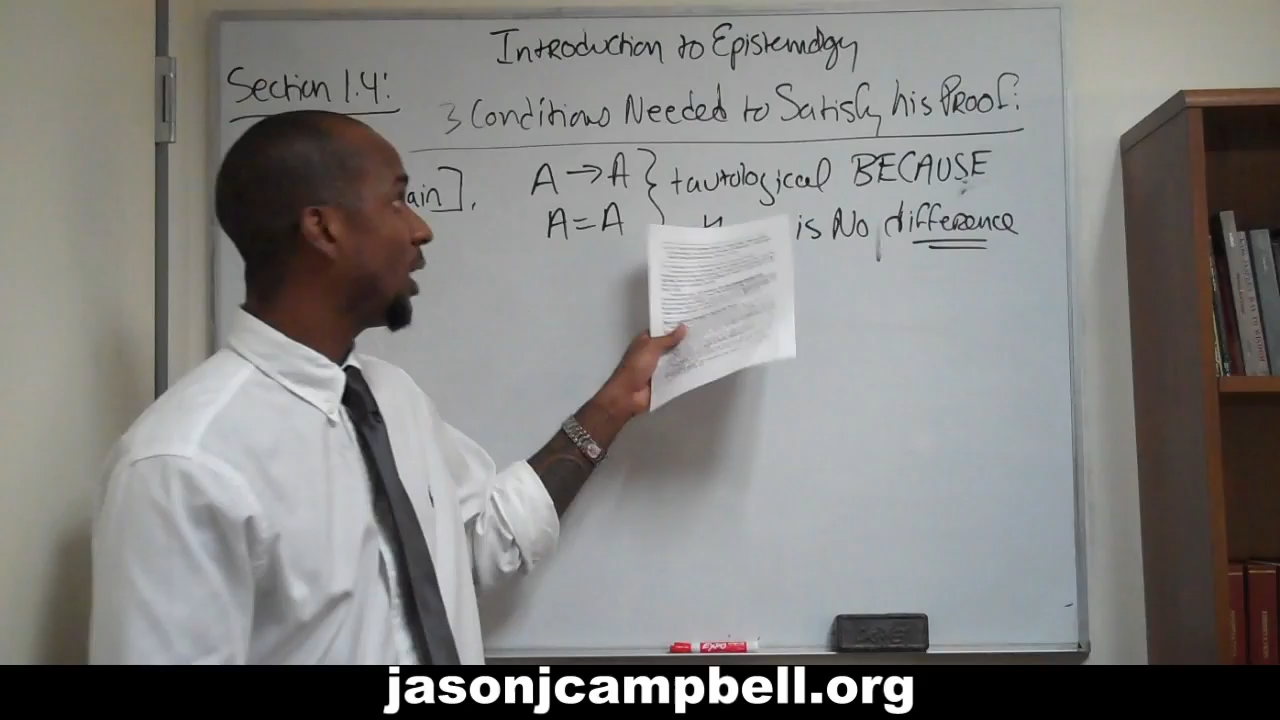 Introduction to Epistemology
Section 1.4:
3 Conditions Needed to Satisfy his PROOF:
ain].
A → A } tautological BECAUSE
A = A
is No difference
jasonjcampbell.org